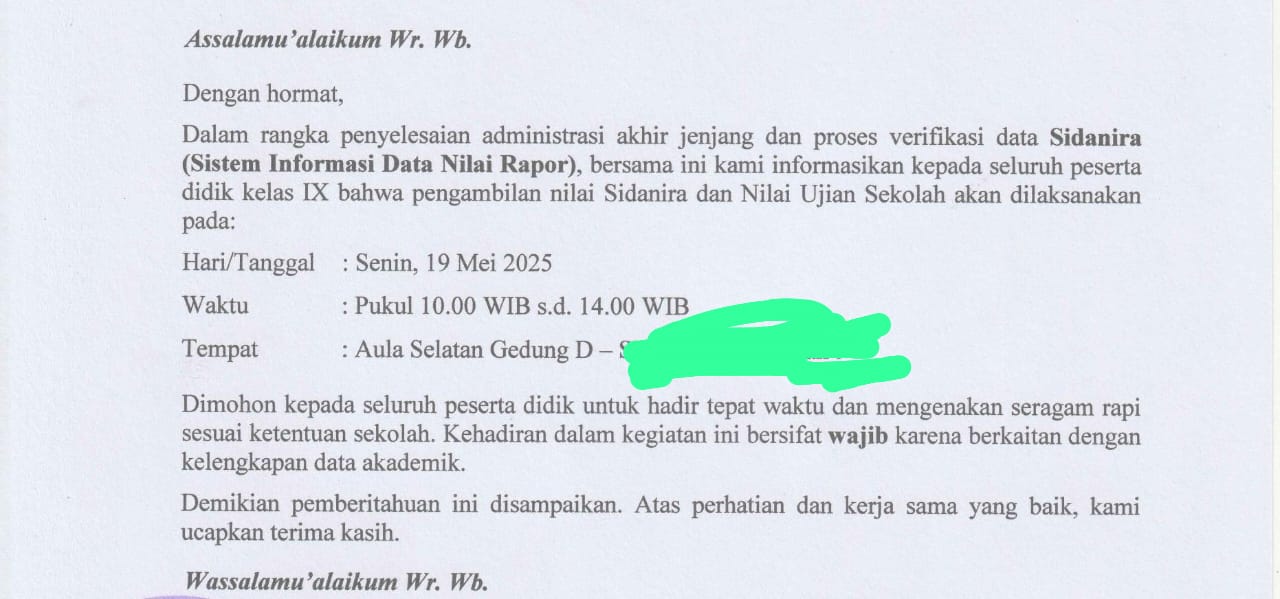 Assalamu’alaikum Wr. Wb.
Dengan hormat,
Dalam rangka penyelesaian administrasi akhir jenjang dan proses verifikasi data Sidanira
(Sistem Informasi Data Nilai Rapor), bersama ini kami informasikan kepada seluruh peserta
didik kelas IX bahwa pengambilan nilai Sidanira dan Nilai Ujian Sekolah akan dilaksanakan
pada:
Hari/Tanggal : Senin, 19 Mei 2025
Waktu : Pukul 10.00 WIB s.d. 14.00 WIB
Tempat : Aula Selatan Gedung D –
Dimohon kepada seluruh peserta didik untuk hadir tepat waktu dan mengenakan seragam rapi
sesuai ketentuan sekolah. Kehadiran dalam kegiatan ini bersifat wajib karena berkaitan dengan
kelengkapan data akademik.
Demikian pemberitahuan ini disampaikan. Atas perhatian dan kerja sama yang baik, kami
ucapkan terima kasih.
Wassalamu’alaikum Wr. Wb.